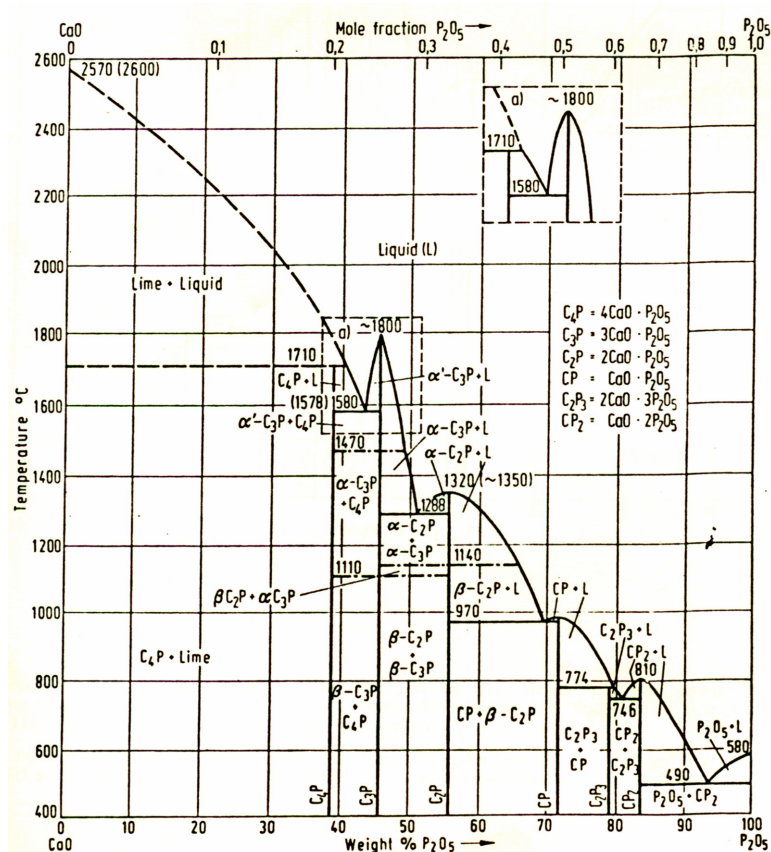 CaO Mole fraction P₂O₅ P₂O₅
0 0,1 0,2 0,3 0,4 0,5 0,6 0,7 0,8 0,9 1,0
2600
2570 (2600)
a) ~1800
2400
1710
1580
2200
Liquid (L)
2000
Lime + Liquid
C₄P = 4CaO · P₂O₅
C₃P = 3CaO · P₂O₅
C₂P = 2CaO · P₂O₅
CP = CaO · P₂O₅
C₂P₃ = 2CaO · 3P₂O₅
CP₂ = CaO · 2P₂O₅
1800
a) ~1800
1710
C₄P + L
α'-C₃P + L
(1578) 1580
1600
α'-C₃P + C₄P
α-C₃P + L
1470
α-C₂P + L
1400
1320 (~1350)
α-C₃P
+ C₄P
1288
α-C₂P
+
α-C₃P
1200
1140
1110
βC₂P + αC₃P
β-C₂P + L
CP + L
1000
970
β-C₂P
+
β-C₃P
C₂P₃ + L
CP₂ + L
C₄P + Lime
810
800
774
β-C₃P
+
C₄P
CP + β-C₂P
746
C₂P₃
+
CP
CP₂
+
C₂P₃
P₂O₅ + L
580
600
490
P₂O₅ + CP₂
C₄P C₃P C₂P CP C₂P₃ CP₂
400
Temperature °C
0 10 20 30 40 50 60 70 80 90 100
CaO Weight % P₂O₅ P₂O₅